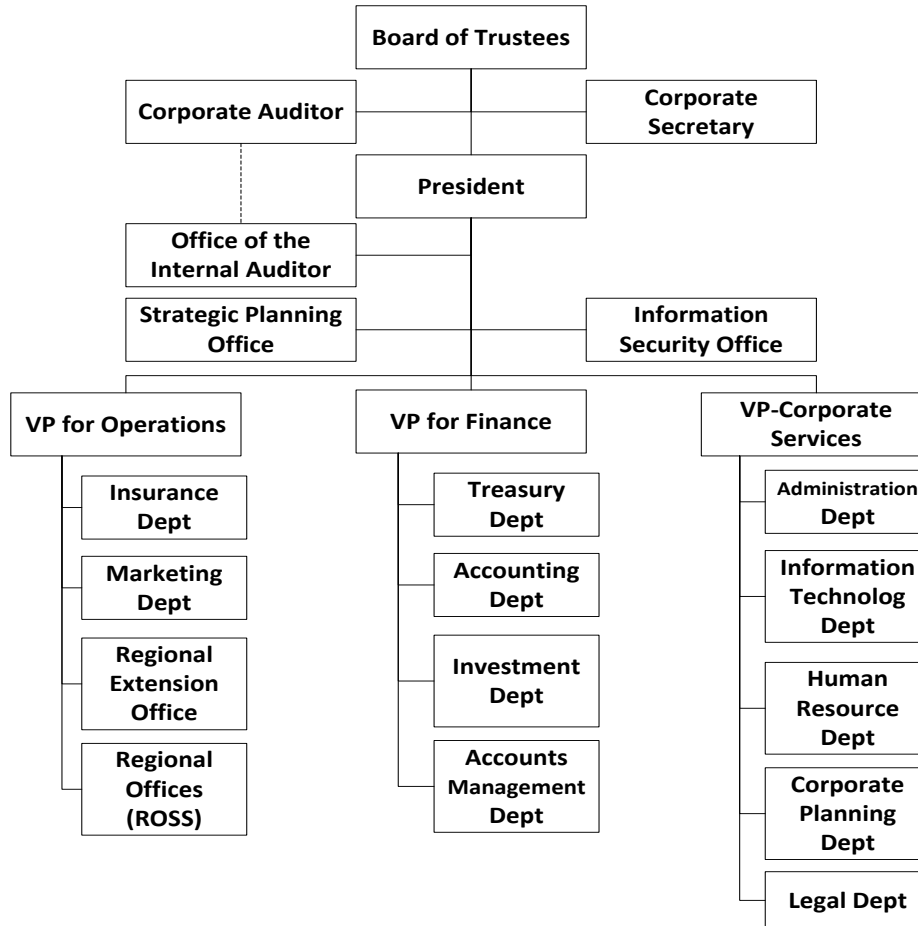 Board of Trustees
Corporate Auditor
Corporate
Secretary
President
Office of the
Internal Auditor
Strategic Planning
Office
Information
Security Office
VP for Operations
VP for Finance
VP-Corporate
Services
Insurance
Dept
Marketing
Dept
Regional
Extension
Office
Regional
Offices
(ROSS)
Treasury
Dept
Accounting
Dept
Investment
Dept
Accounts
Management
Dept
Administration
Dept
Information
Technolog
Dept
Human
Resource
Dept
Corporate
Planning
Dept
Legal Dept